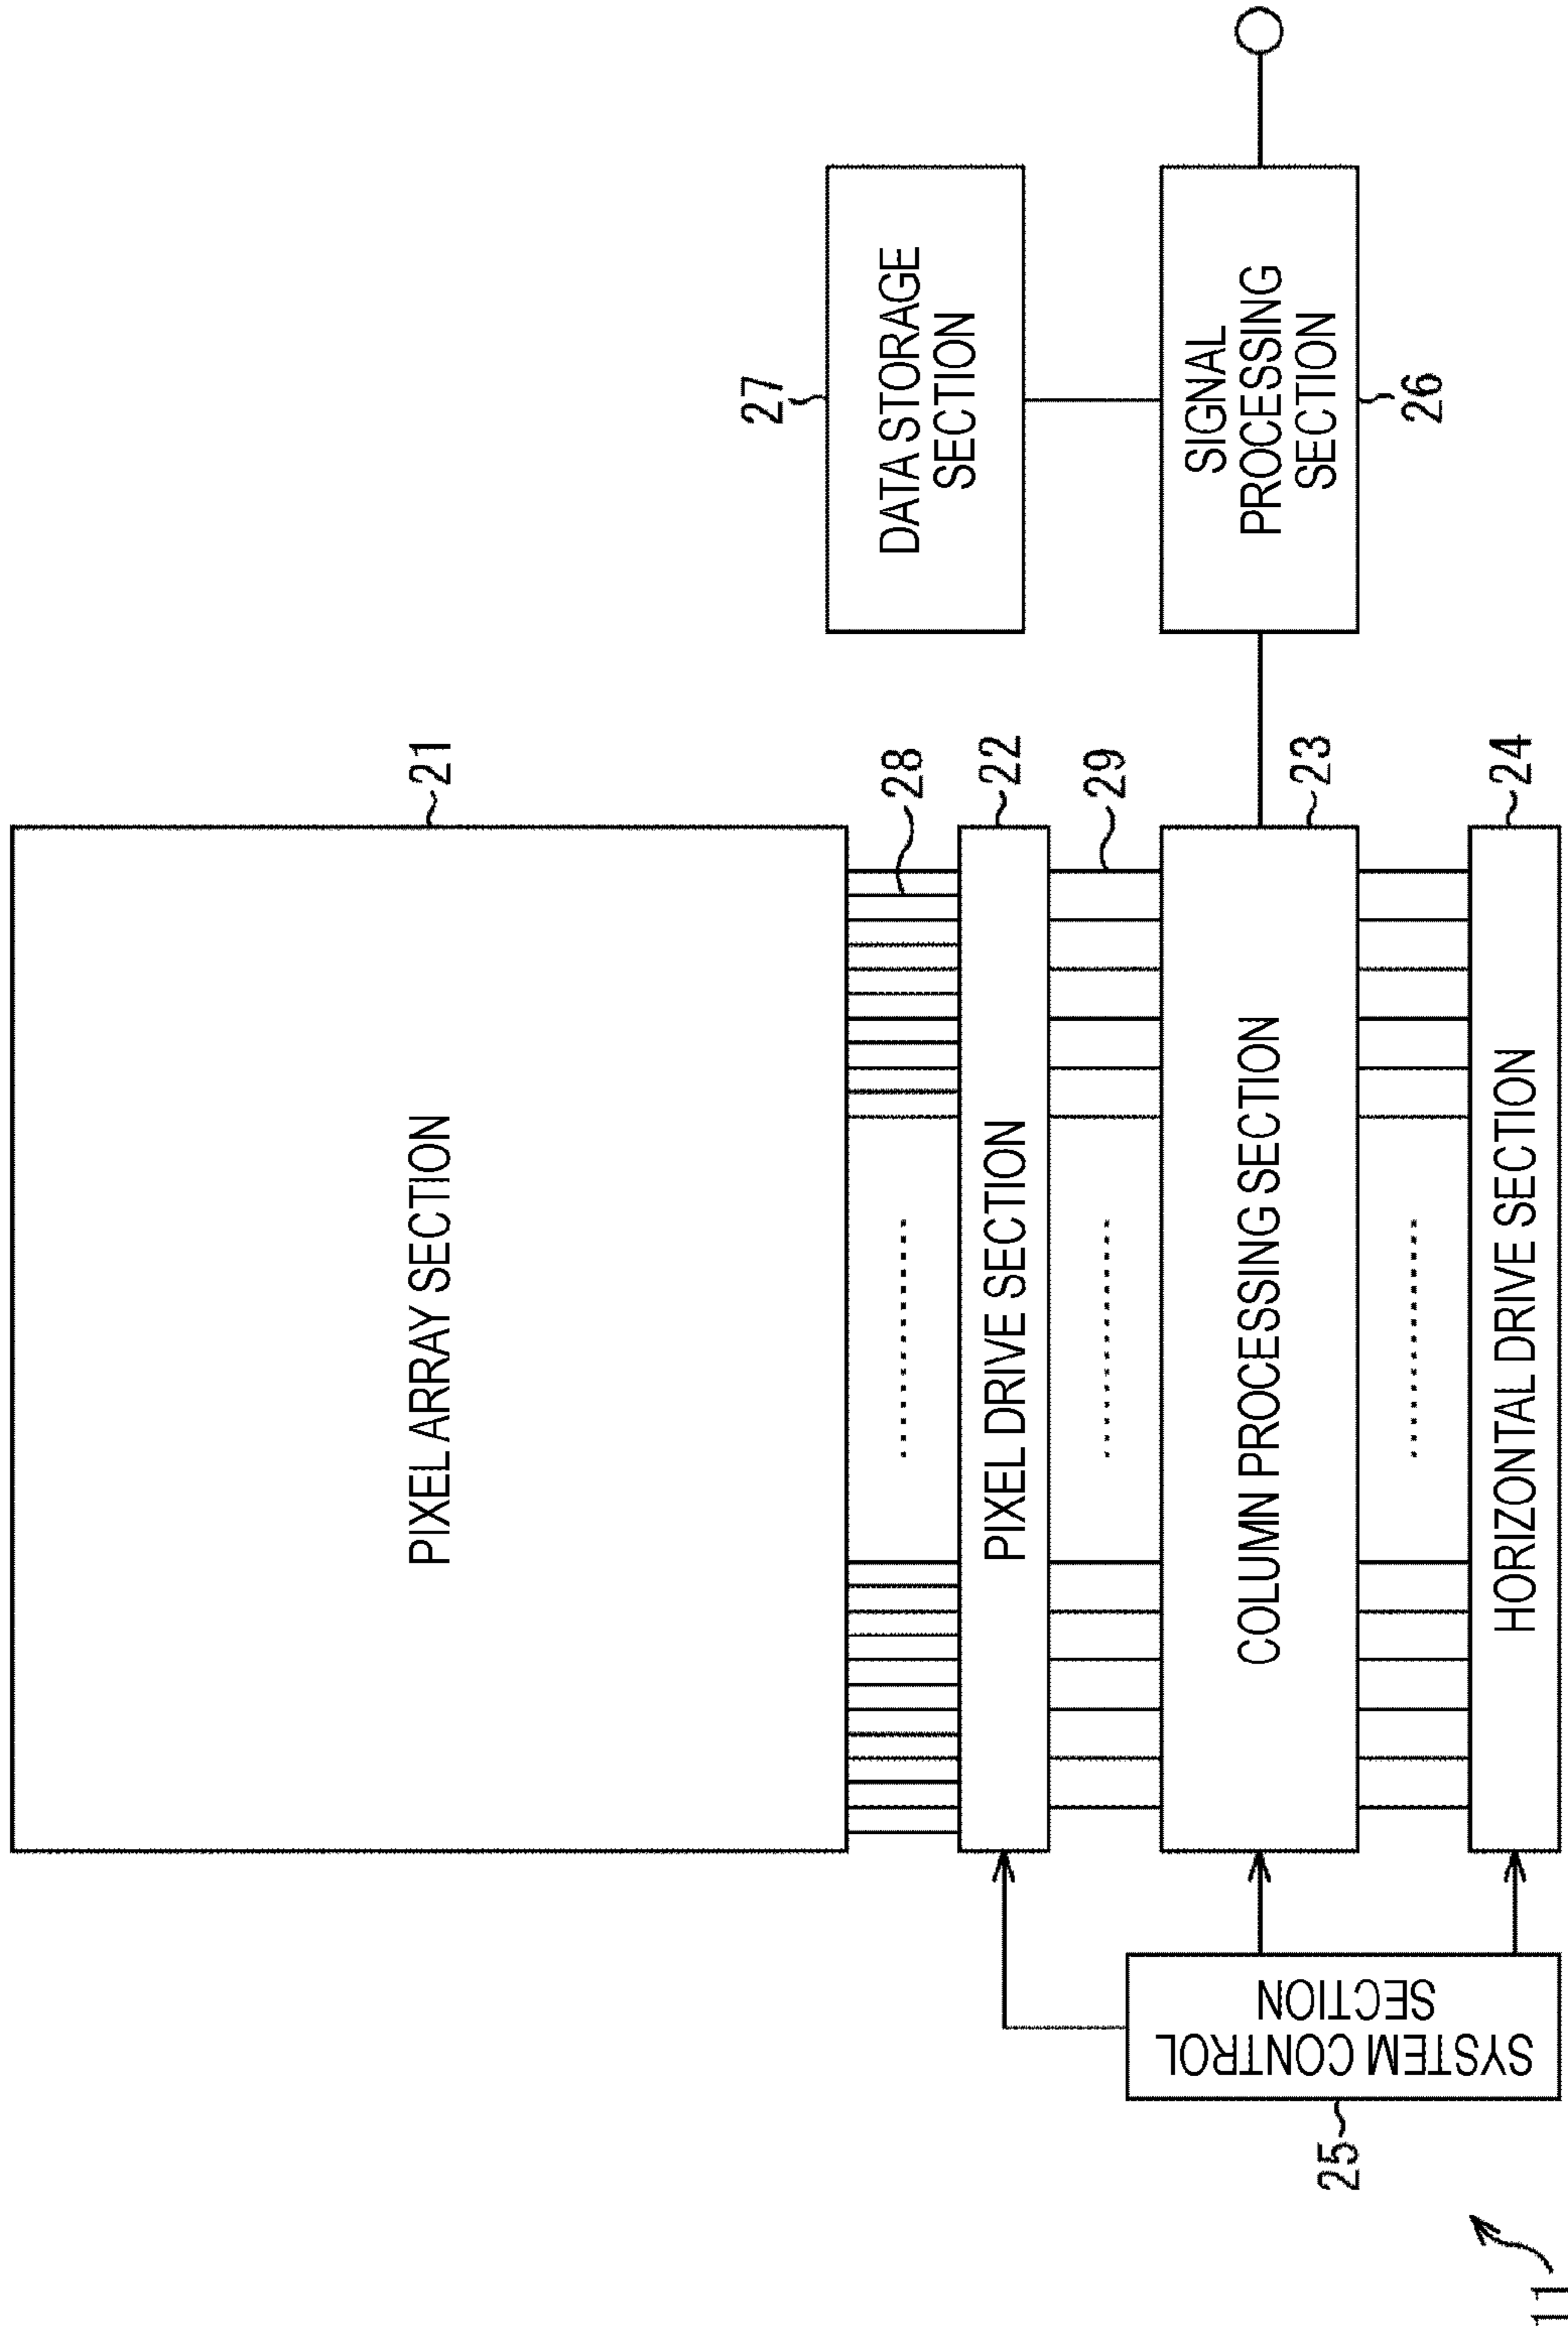 PIXEL ARRAY SECTION
21
28
PIXEL DRIVE SECTION
22
29
COLUMN PROCESSING SECTION
23
HORIZONTAL DRIVE SECTION
24
SYSTEM CONTROL
SECTION
25
27
DATA STORAGE
SECTION
SIGNAL
PROCESSING
SECTION
26
11